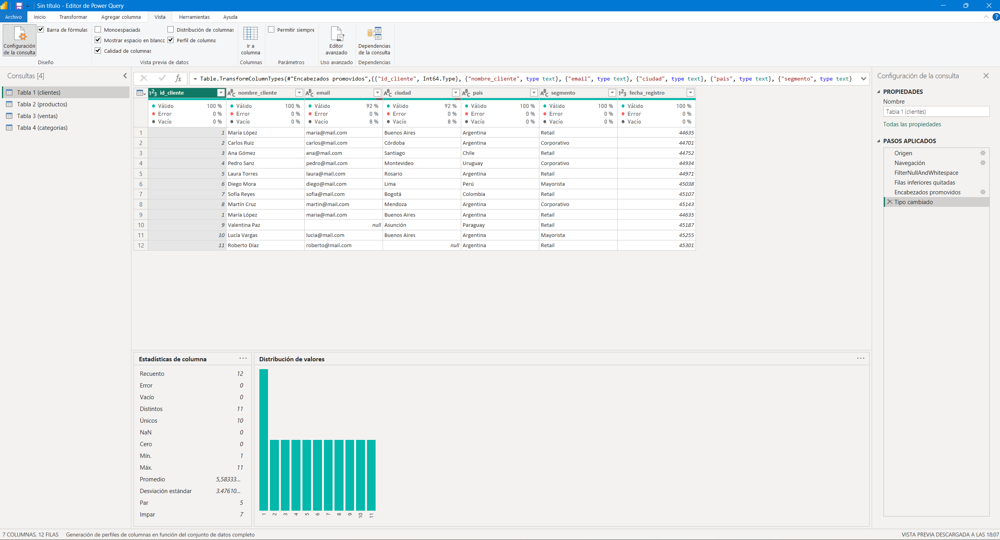 Sin título - Editor de Power Query
Archivo Inicio Transformar Agregar columna Vista Herramientas Ayuda
Configuración de la consulta
Barra de fórmulas
Diseño
Monoespaciada
Mostrar espacio en blanco
Calidad de columnas
Distribución de columnas
Perfil de columna
Vista previa de datos
Ir a columna
Columnas
Permitir siempre
Parámetros
Editor avanzado
Uso avanzado
Dependencias de la consulta
Dependencias
Consultas [4]
Tabla 1 (clientes)
Tabla 2 (productos)
Tabla 3 (ventas)
Tabla 4 (categorias)
fx = Table.TransformColumnTypes(#"Encabezados promovidos",{{"id_cliente", Int64.Type}, {"nombre_cliente", type text}, {"email", type text}, {"ciudad", type text}, {"pais", type text}, {"segmento", type text}
123 id_cliente ABC nombre_cliente ABC email ABC ciudad ABC pais ABC segmento 123 fecha_registro
Válido 100 % Válido 100 % Válido 92 % Válido 92 % Válido 100 % Válido 100 % Válido 100 %
Error 0 % Error 0 % Error 0 % Error 0 % Error 0 % Error 0 % Error 0 %
Vacío 0 % Vacío 0 % Vacío 8 % Vacío 8 % Vacío 0 % Vacío 0 % Vacío 0 %
1 1 María López maria@mail.com Buenos Aires Argentina Retail 44635
2 2 Carlos Ruiz carlos@mail.com Córdoba Argentina Corporativo 44701
3 3 Ana Gómez ana@mail.com Santiago Chile Retail 44752
4 4 Pedro Sanz pedro@mail.com Montevideo Uruguay Corporativo 44934
5 5 Laura Torres laura@mail.com Rosario Argentina Retail 44971
6 6 Diego Mora diego@mail.com Lima Perú Mayorista 45038
7 7 Sofía Reyes sofia@mail.com Bogotá Colombia Retail 45107
8 8 Martín Cruz martin@mail.com Mendoza Argentina Corporativo 45143
9 1 María López maria@mail.com Buenos Aires Argentina Retail 44635
10 9 Valentina Paz null Asunción Paraguay Retail 45187
11 10 Lucía Vargas lucia@mail.com Buenos Aires Argentina Mayorista 45255
12 11 Roberto Díaz roberto@mail.com null Argentina Retail 45301
Estadísticas de columna ...
Recuento 12
Error 0
Vacío 0
Distintos 11
Únicos 10
NaN 0
Cero 0
Mín. 1
Máx. 11
Promedio 5,58333...
Desviación estándar 3.47610...
Par 5
Impar 7
Distribución de valores ...
1 2 3 4 5 6 7 8 9 10 11
Configuración de la consulta
PROPIEDADES
Nombre
Tabla 1 (clientes)
Todas las propiedades
PASOS APLICADOS
Origen
Navegación
FilterNullAndWhitespace
Filas inferiores quitadas
Encabezados promovidos
Tipo cambiado
7 COLUMNAS, 12 FILAS Generación de perfiles de columnas en función del conjunto de datos completo
VISTA PREVIA DESCARGADA A LAS 18:07